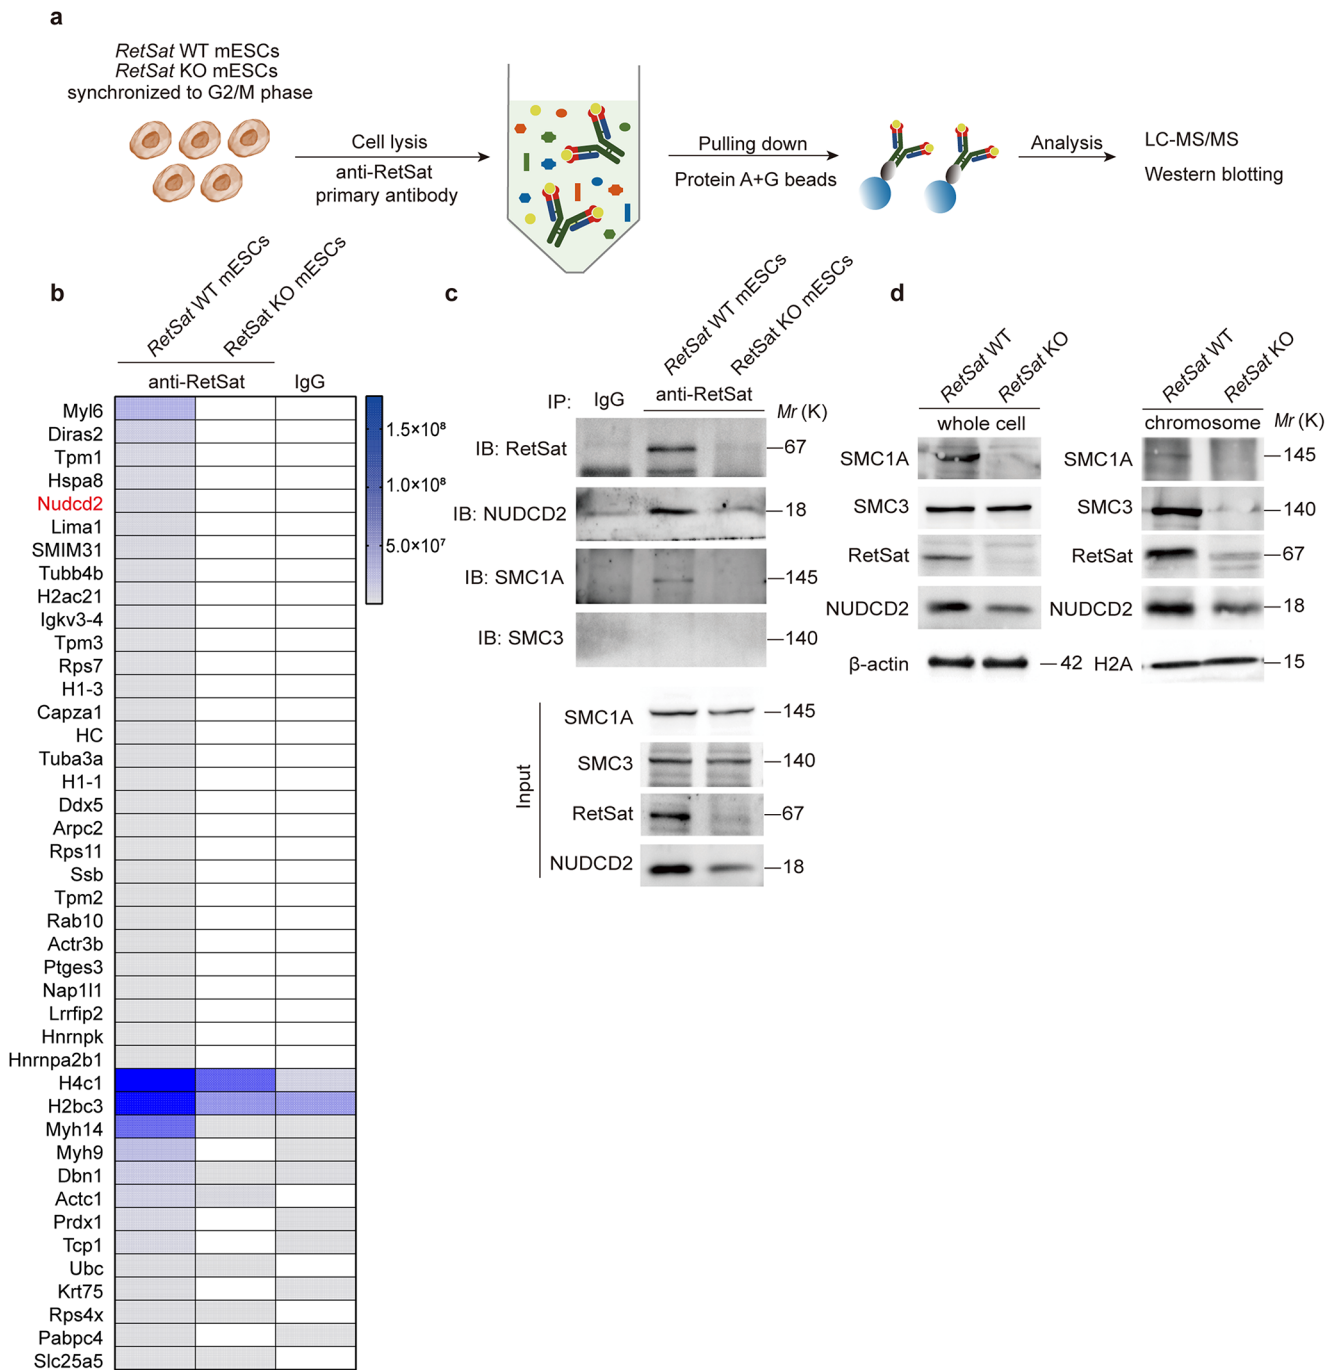 a
RetSat WT mESCs
RetSat KO mESCs
synchronized to G2/M phase
Cell lysis
anti-RetSat
primary antibody
Pulling down
Protein A+G beads
Analysis
LC-MS/MS
Western blotting
b
RetSat WT mESCs
RetSat KO mESCs
anti-RetSat
IgG
Myl6
Diras2
Tpm1
Hspa8
Nudcd2
Lima1
SMIM31
Tubb4b
H2ac21
Igkv3-4
Tpm3
Rps7
H1-3
Capza1
HC
Tuba3a
H1-1
Ddx5
Arpc2
Rps11
Ssb
Tpm2
Rab10
Actr3b
Ptges3
Nap1l1
Lrrfip2
Hnrnpk
Hnrnpa2b1
H4c1
H2bc3
Myh14
Myh9
Dbn1
Actc1
Prdx1
Tcp1
Ubc
Krt75
Rps4x
Pabpc4
Slc25a5
1.5×10⁸
1.0×10⁸
5.0×10⁷
c
RetSat WT mESCs
RetSat KO mESCs
IP: IgG anti-RetSat Mr (K)
IB: RetSat 67
IB: NUDCD2 18
IB: SMC1A 145
IB: SMC3 140
Input
SMC1A 145
SMC3 140
RetSat 67
NUDCD2 18
d
RetSat WT
RetSat KO
whole cell
SMC1A
SMC3
RetSat
NUDCD2
β-actin 42
RetSat WT
RetSat KO
chromosome Mr (K)
SMC1A 145
SMC3 140
RetSat 67
NUDCD2 18
H2A 15